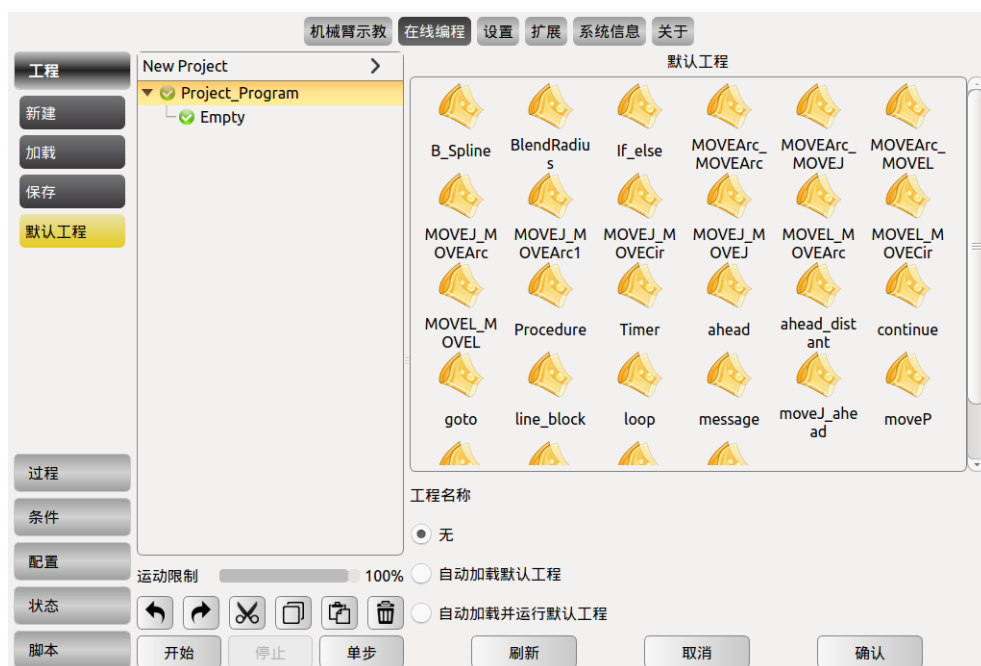 机械臂示教 在线编程 设置 扩展 系统信息 关于
工程
新建
加载
保存
默认工程
过程
条件
配置
状态
脚本
New Project
Project_Program
Empty
运动限制 100%
开始 停止 单步
默认工程
B_Spline BlendRadiu If_else MOVEArc_ MOVEArc_ MOVEArc_
s MOVEArc MOVEJ MOVEL
MOVEJ_M MOVEJ_M MOVEJ_M MOVEJ_M MOVEL_M MOVEL_M
OVEArc OVEArc1 OVECir OVEJ OVEArc OVECir
MOVEL_M Procedure Timer ahead ahead_dist continue
OVEL ant
goto line_block loop message moveJ_ahe moveP
ad
工程名称
无
自动加载默认工程
自动加载并运行默认工程
刷新 取消 确认